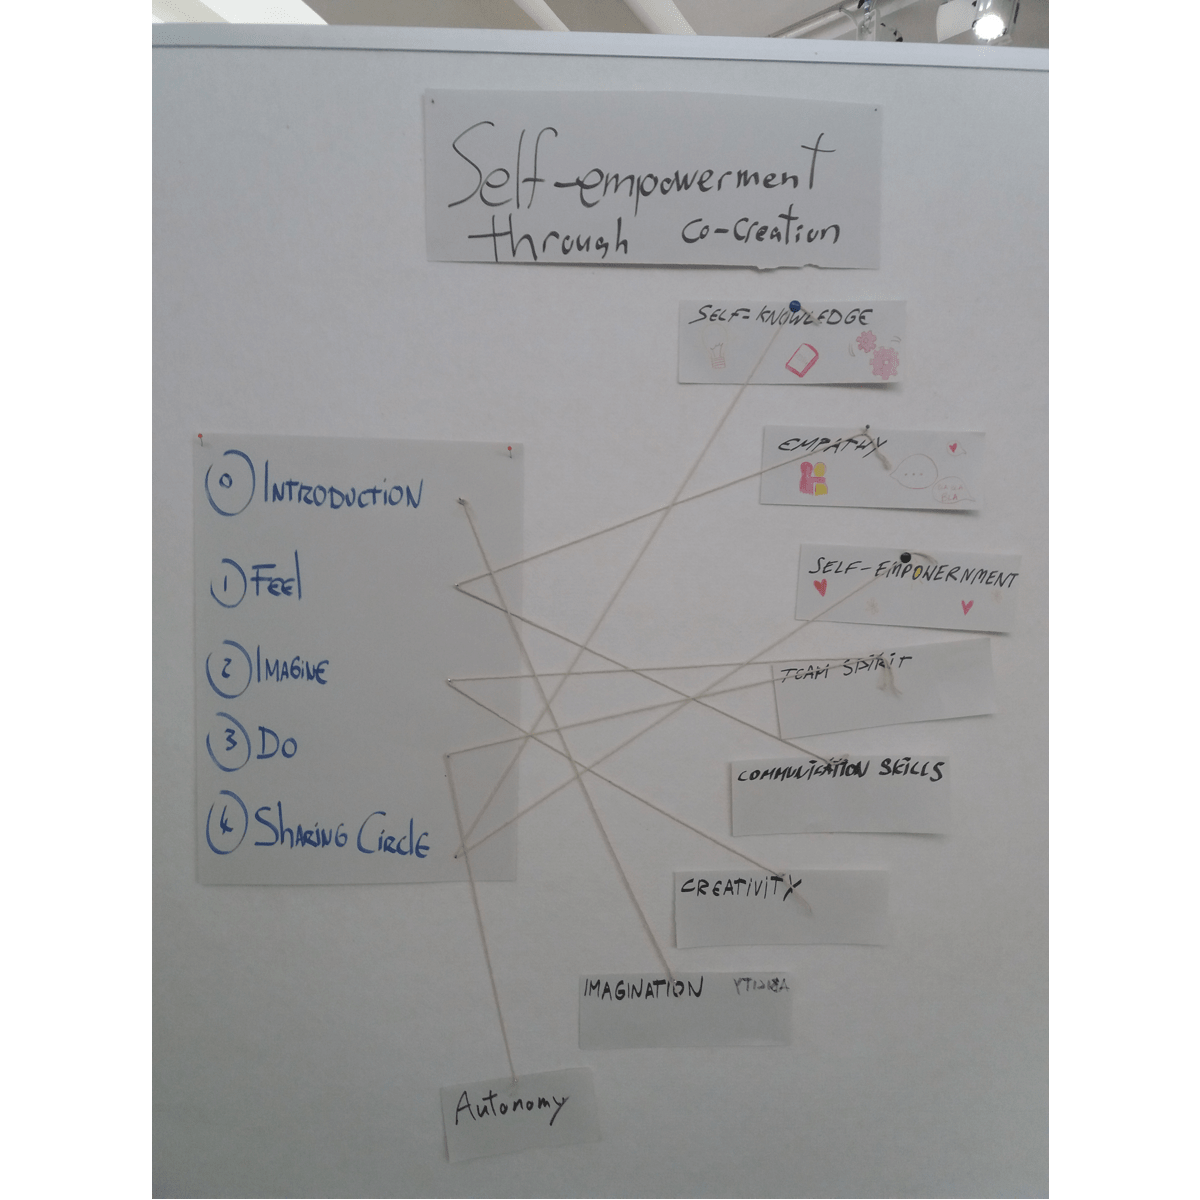 Self-empowerment
through co-creation
SELF-KNOWLEDGE
EMPATHY
SELF-EMPOWERNMENT
TEAM SPIRIT
COMMUNICATION SKILLS
CREATIVITY
IMAGINATION
Autonomy
0 INTRODUCTION
1 FEEL
2 IMAGINE
3 DO
4 SHARING CIRCLE